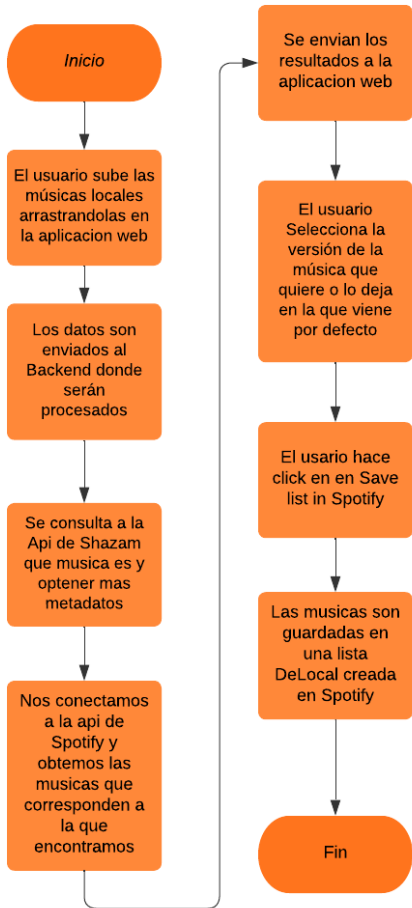 Inicio
El usuario sube las
músicas locales
arrastrandolas en
la aplicacion web
Los datos son
enviados al
Backend donde
serán
procesados
Se consulta a la
Api de Shazam
que musica es y
optener mas
metadatos
Nos conectamos
a la api de
Spotify y
obtemos las
musicas que
corresponden a
la que
encontramos
Se envian los
resultados a la
aplicacion web
El usuario
Selecciona la
versión de la
música que
quiere o lo deja
en la que viene
por defecto
El usario hace
click en en Save
list in Spotify
Las musicas son
guardadas en
una lista
DeLocal creada
en Spotify
Fin